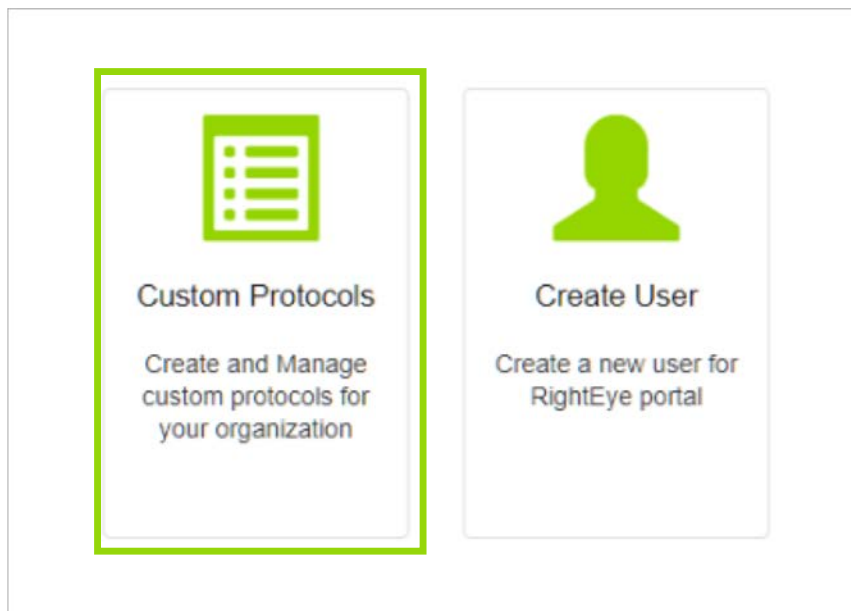 Custom Protocols
Create and Manage
custom protocols for
your organization
Create User
Create a new user for
RightEye portal